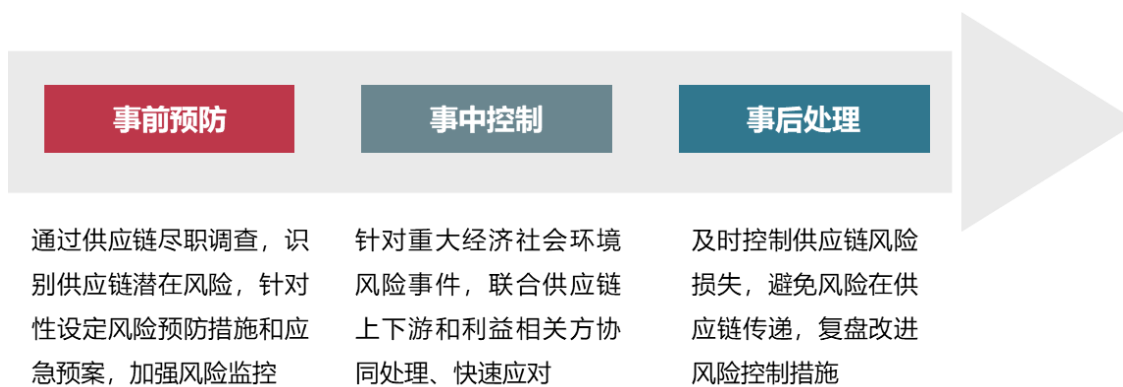 事前预防
事中控制
事后处理
通过供应链尽职调查，识
别供应链潜在风险，针对
性设定风险预防措施和应
急预案，加强风险监控
针对重大经济社会环境
风险事件，联合供应链
上下游和利益相关方协
同处理、快速应对
及时控制供应链风险
损失，避免风险在供
应链传递，复盘改进
风险控制措施